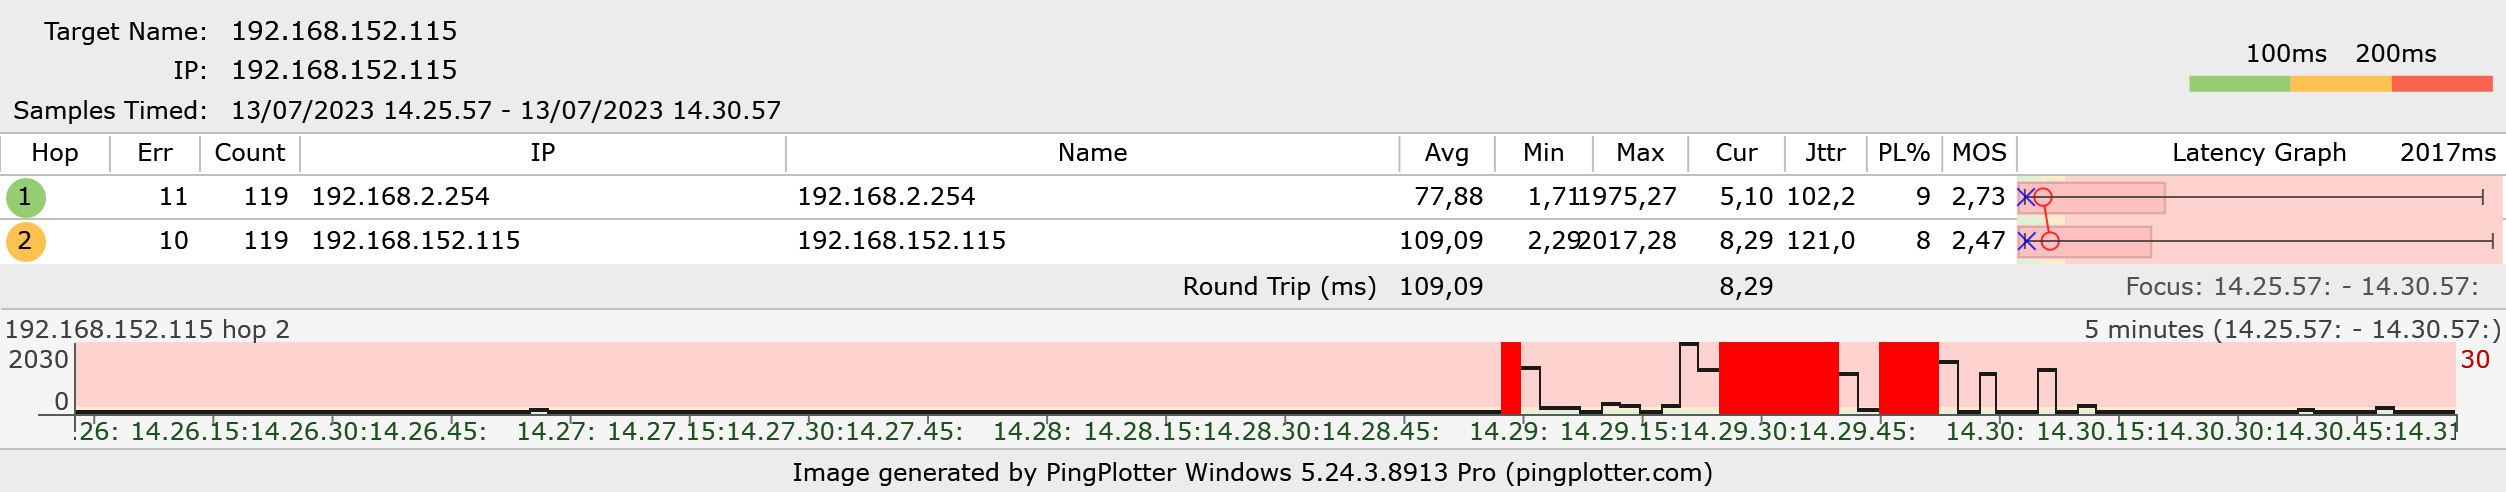 Target Name: 192.168.152.115
100ms 200ms
IP: 192.168.152.115
Samples Timed: 13/07/2023 14.25.57 - 13/07/2023 14.30.57
Hop Err Count IP Name Avg Min Max Cur Jttr PL% MOS Latency Graph 2017ms
1 11 119 192.168.2.254 192.168.2.254 77,88 1,71 1975,27 5,10 102,2 9 2,73
2 10 119 192.168.152.115 192.168.152.115 109,09 2,29 2017,28 8,29 121,0 8 2,47
Round Trip (ms) 109,09 8,29 Focus: 14.25.57: - 14.30.57:
192.168.152.115 hop 2 5 minutes (14.25.57: - 14.30.57:)
2030 30
0
.26: 14.26.15: 14.26.30: 14.26.45: 14.27: 14.27.15: 14.27.30: 14.27.45: 14.28: 14.28.15: 14.28.30: 14.28.45: 14.29: 14.29.15: 14.29.30: 14.29.45: 14.30: 14.30.15: 14.30.30: 14.30.45: 14.31
Image generated by PingPlotter Windows 5.24.3.8913 Pro (pingplotter.com)